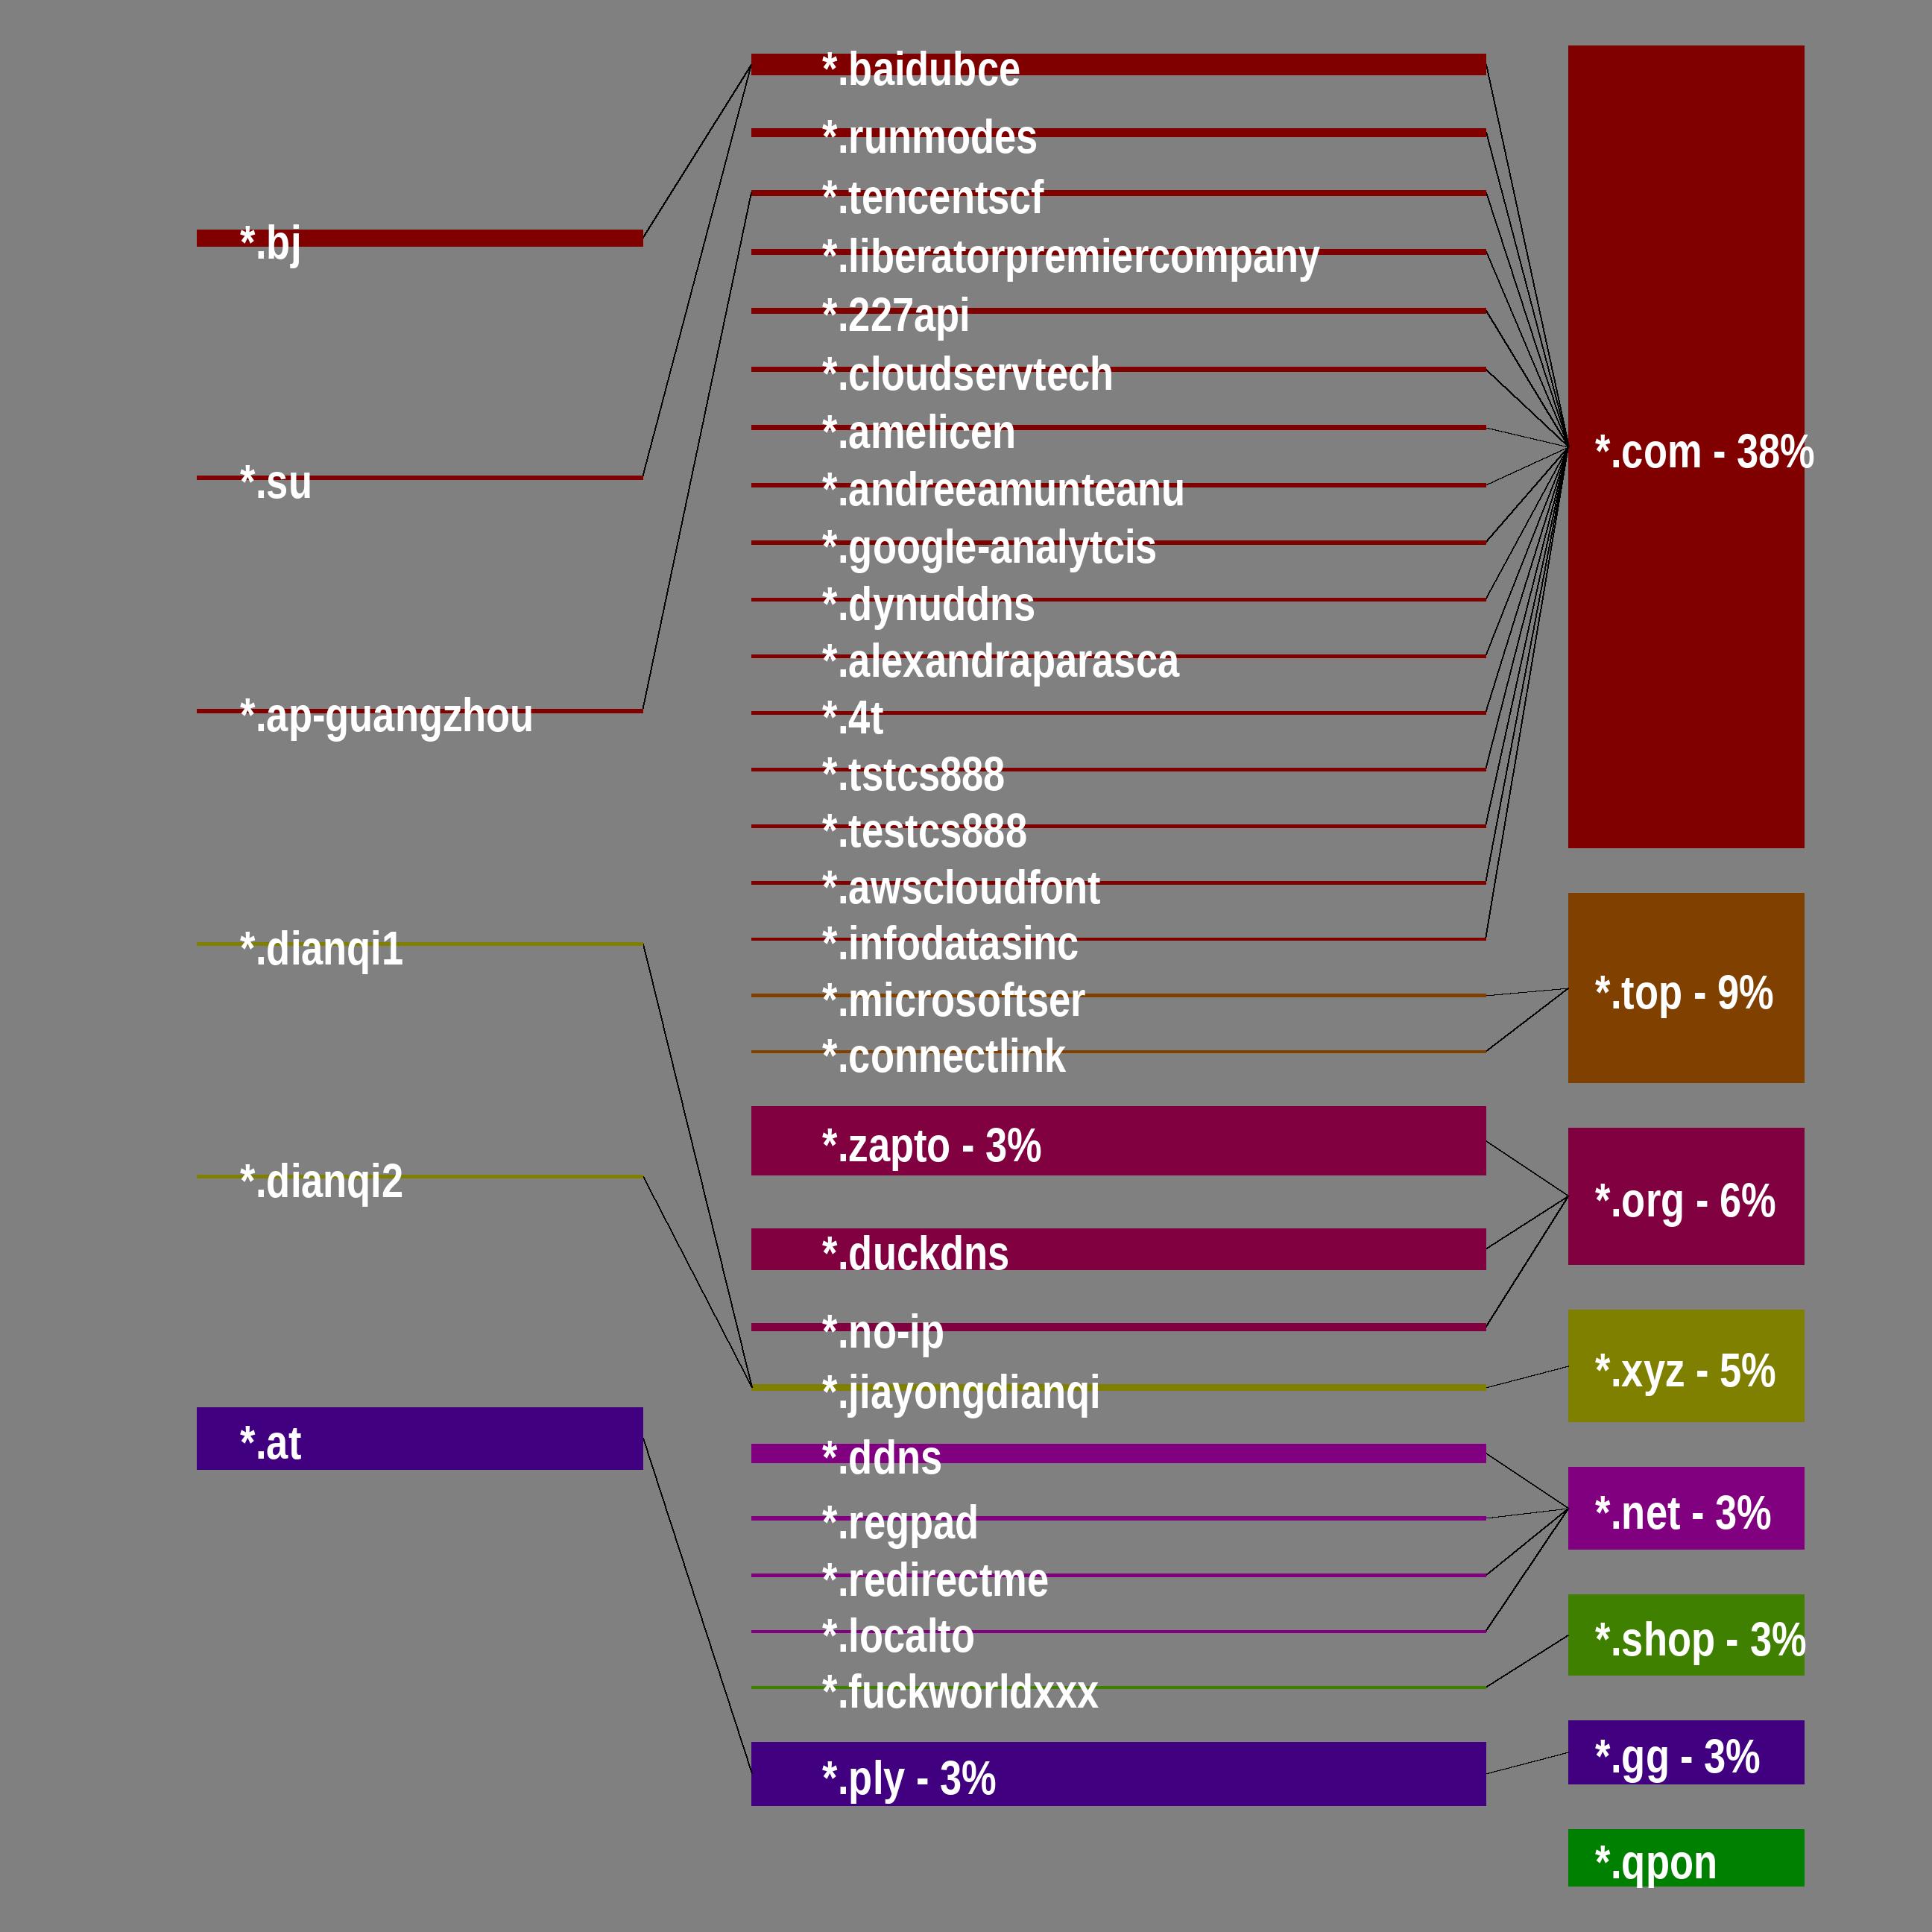 *.bj
*.su
*.ap-guangzhou
*.dianqi1
*.dianqi2
*.at
*.baidubce
*.runmodes
*.tencentscf
*.liberatorpremiercompany
*.227api
*.cloudservtech
*.amelicen
*.andreeamunteanu
*.google-analytcis
*.dynuddns
*.alexandraparasca
*.4t
*.tstcs888
*.testcs888
*.awscloudfont
*.infodatasinc
*.microsoftser
*.connectlink
*.zapto - 3%
*.duckdns
*.no-ip
*.jiayongdianqi
*.ddns
*.regpad
*.redirectme
*.localto
*.fuckworldxxx
*.ply - 3%
*.com - 38%
*.top - 9%
*.org - 6%
*.xyz - 5%
*.net - 3%
*.shop - 3%
*.gg - 3%
*.qpon